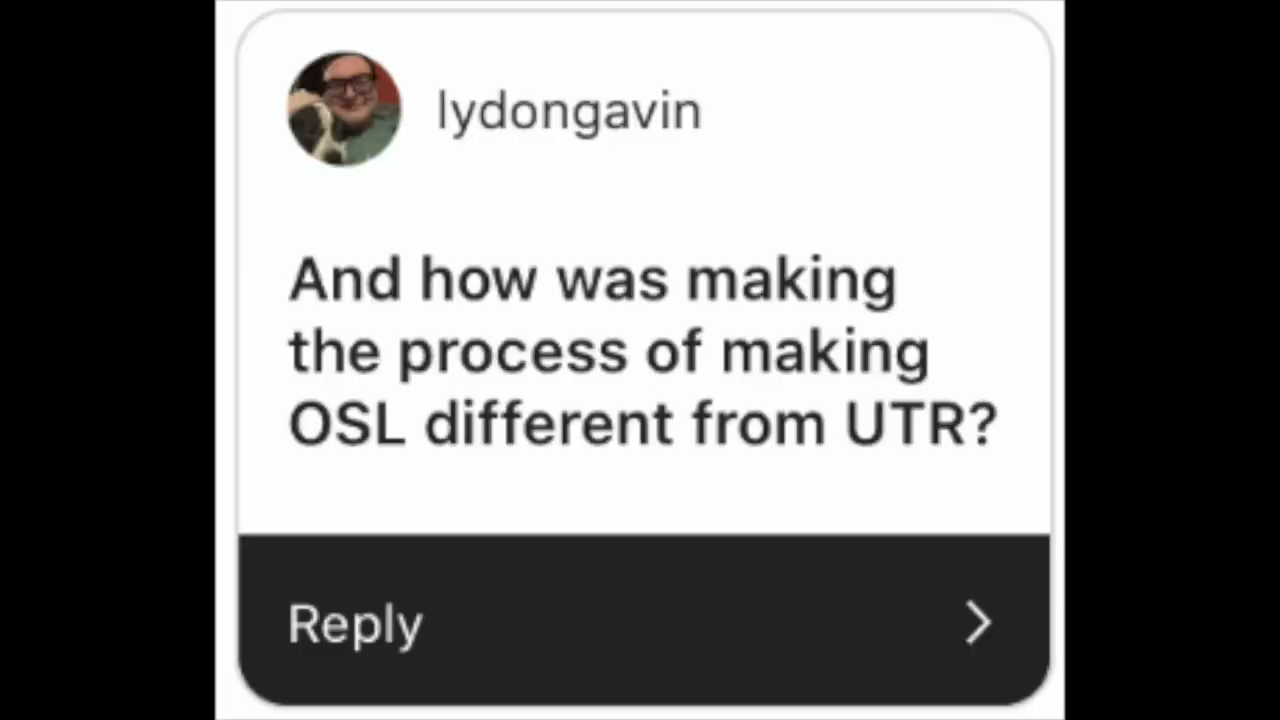 lydongavin
And how was making
the process of making
OSL different from UTR?
Reply